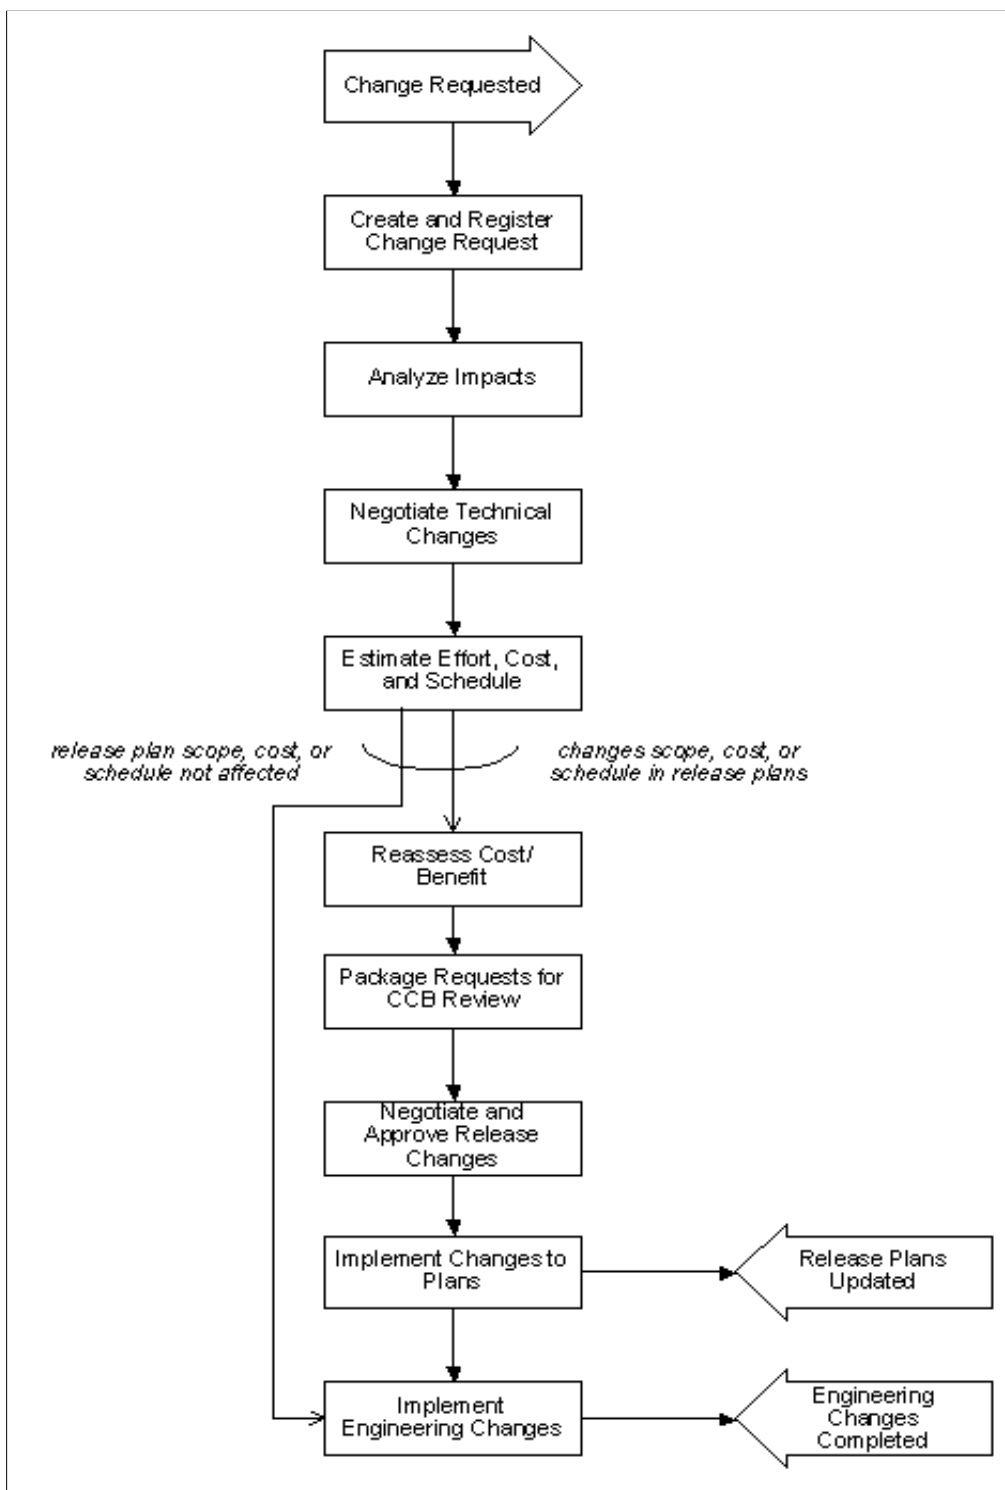 Change Requested
Create and Register
Change Request
Analyze Impacts
Negotiate Technical
Changes
Estimate Effort, Cost,
and Schedule
release plan scope, cost, or
schedule not affected
changes scope, cost, or
schedule in release plans
Reassess Cost/
Benefit
Package Requests for
CCB Review
Negotiate and
Approve Release
Changes
Implement Changes to
Plans
Release Plans
Updated
Implement
Engineering Changes
Engineering
Changes
Completed